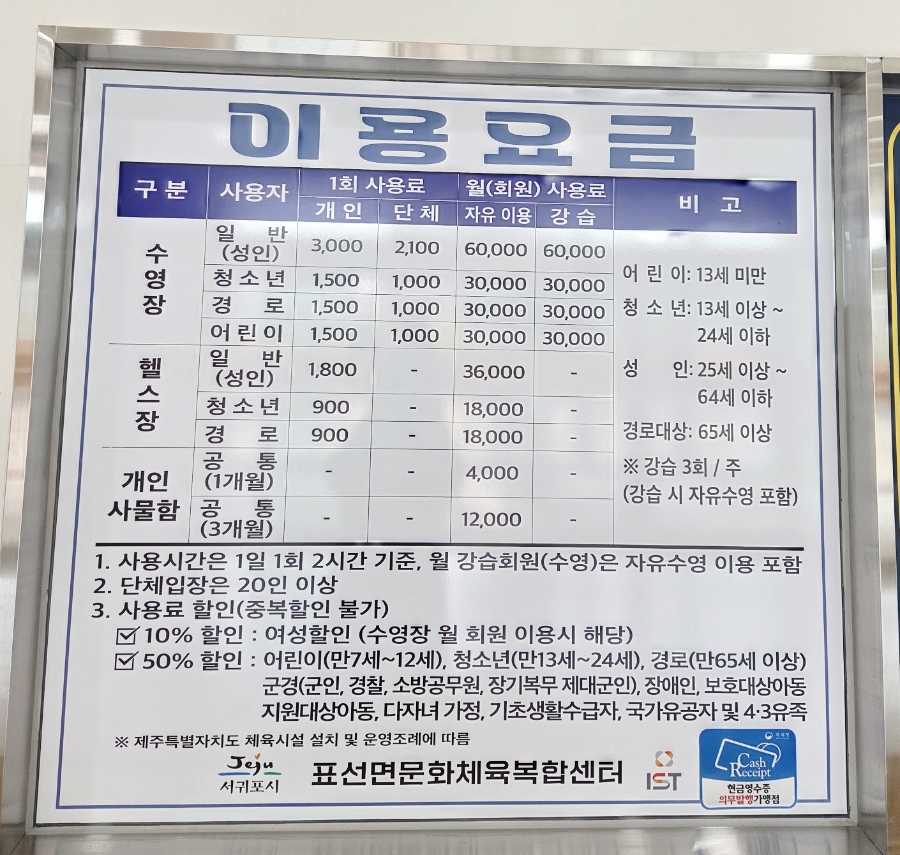 이용요금
구 분 사용자 1회 사용료 월(회원) 사용료 비 고
개 인 단 체 자유 이용 강 습
수영장 일 반 (성인) 3,000 2,100 60,000 60,000
청소년 1,500 1,000 30,000 30,000
경 로 1,500 1,000 30,000 30,000
어린이 1,500 1,000 30,000 30,000
헬스장 일 반 (성인) 1,800 - 36,000 -
청소년 900 - 18,000 -
경 로 900 - 18,000 -
개인 사물함 공 통 (1개월) - - 4,000 -
공 통 (3개월) - - 12,000 -
어 린 이: 13세 미만
청 소 년: 13세 이상 ~
24세 이하
성 인: 25세 이상 ~
64세 이하
경로대상: 65세 이상
※ 강습 3회 / 주
(강습 시 자유수영 포함)
1. 사용시간은 1일 1회 2시간 기준, 월 강습회원(수영)은 자유수영 이용 포함
2. 단체입장은 20인 이상
3. 사용료 할인(중복할인 불가)
☑ 10% 할인 : 여성할인 (수영장 월 회원 이용시 해당)
☑ 50% 할인 : 어린이(만7세~12세), 청소년(만13세~24세), 경로(만65세 이상)
군경(군인, 경찰, 소방공무원, 장기복무 제대군인), 장애인, 보호대상아동
지원대상아동, 다자녀 가정, 기초생활수급자, 국가유공자 및 4·3유족
※ 제주특별자치도 체육시설 설치 및 운영조례에 따름
Jeju
서귀포시
표선면문화체육복합센터
IST
Cash
Receipt
현금영수증
의무발행가맹점